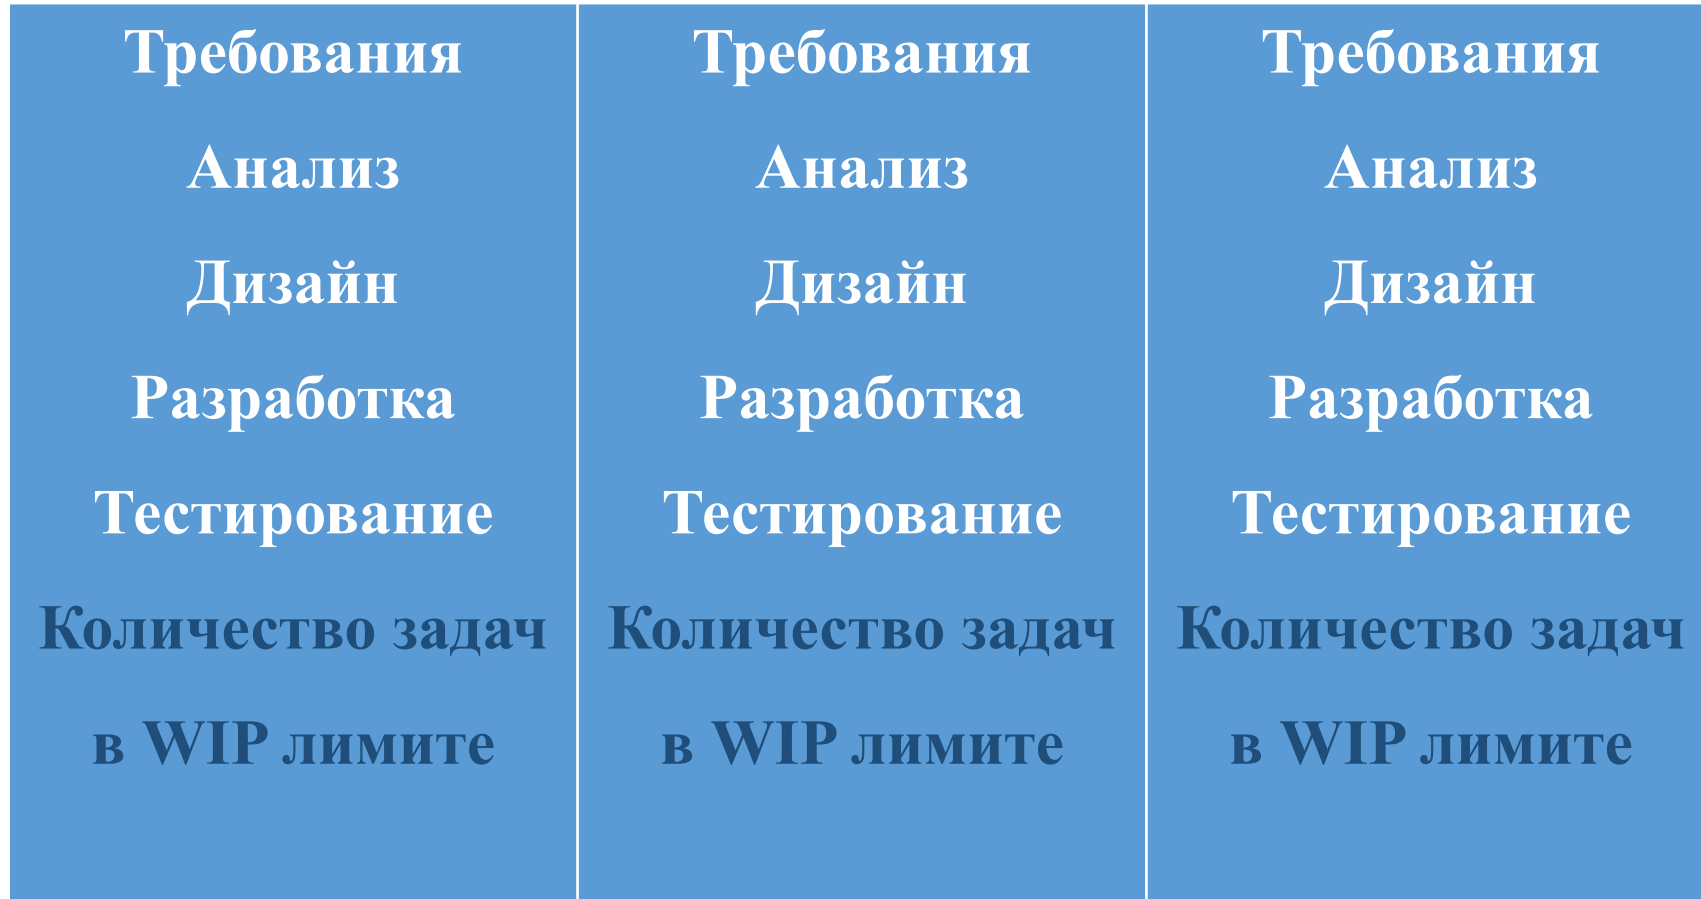 Требования
Анализ
Дизайн
Разработка
Тестирование
Количество задач
в WIP лимите
Требования
Анализ
Дизайн
Разработка
Тестирование
Количество задач
в WIP лимите
Требования
Анализ
Дизайн
Разработка
Тестирование
Количество задач
в WIP лимите